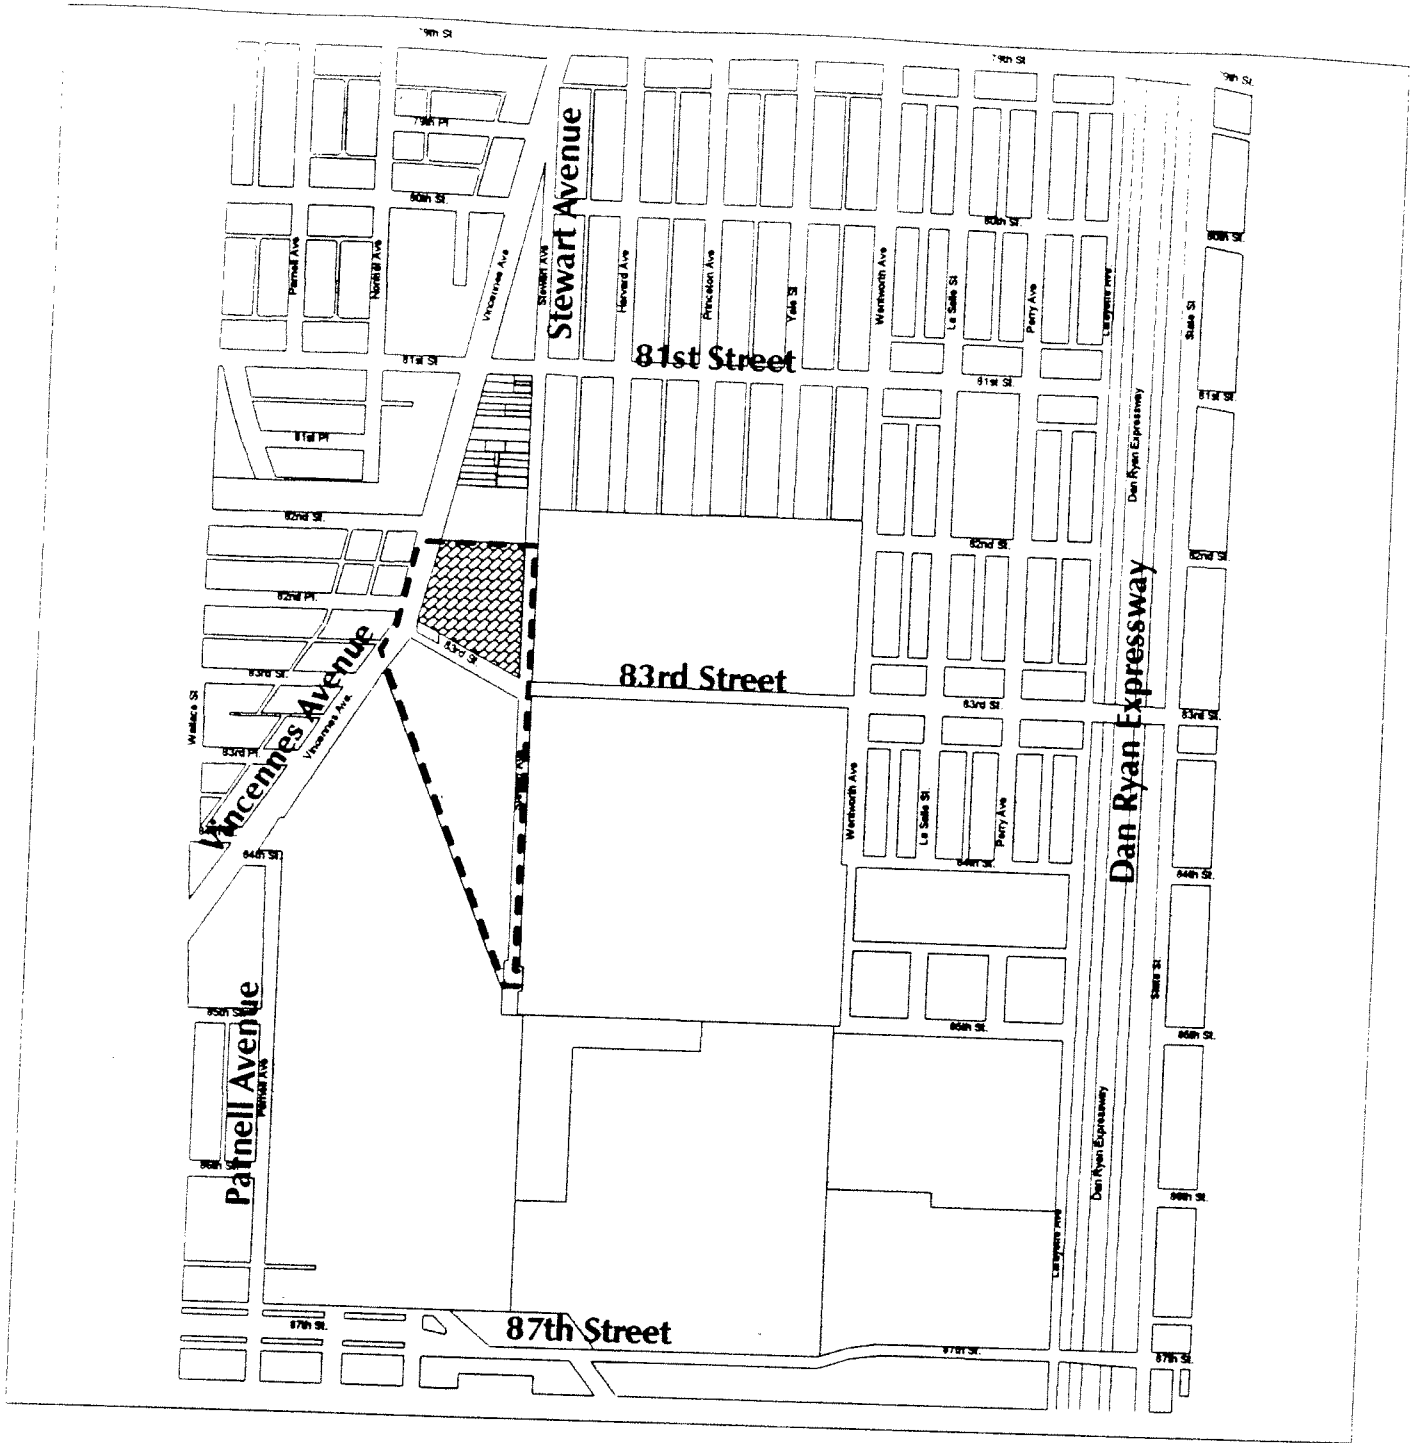 79th St
79th St
79th St.
79th Pl
80th St.
80th St.
80th St.
Stewart Avenue
Parnell Ave
Normal Ave
Vincennes Ave
Stewart Ave
Harvard Ave
Princeton Ave
Yale St
Wentworth Ave
La Salle St
Perry Ave
Lafayette Ave
State St
81st St
81st Street
81st St.
81st St.
81st Pl
Dan Ryan Expressway
82nd St.
82nd St.
82nd St.
82nd Pl.
83rd St
83rd St.
83rd Street
83rd St.
83rd St.
Wallace St
Vincennes Avenue
Vincennes Ave.
83rd Pl.
Dan Ryan Expressway
Wentworth Ave
La Salle St.
Perry Ave
84th St.
84th St.
84th St.
State St.
85th St.
85th St.
85th St.
Parnell Avenue
Parnell Ave
Dan Ryan Expressway
86th St.
86th St.
Lafayette Ave
87th St.
87th Street
87th St.
87th St.